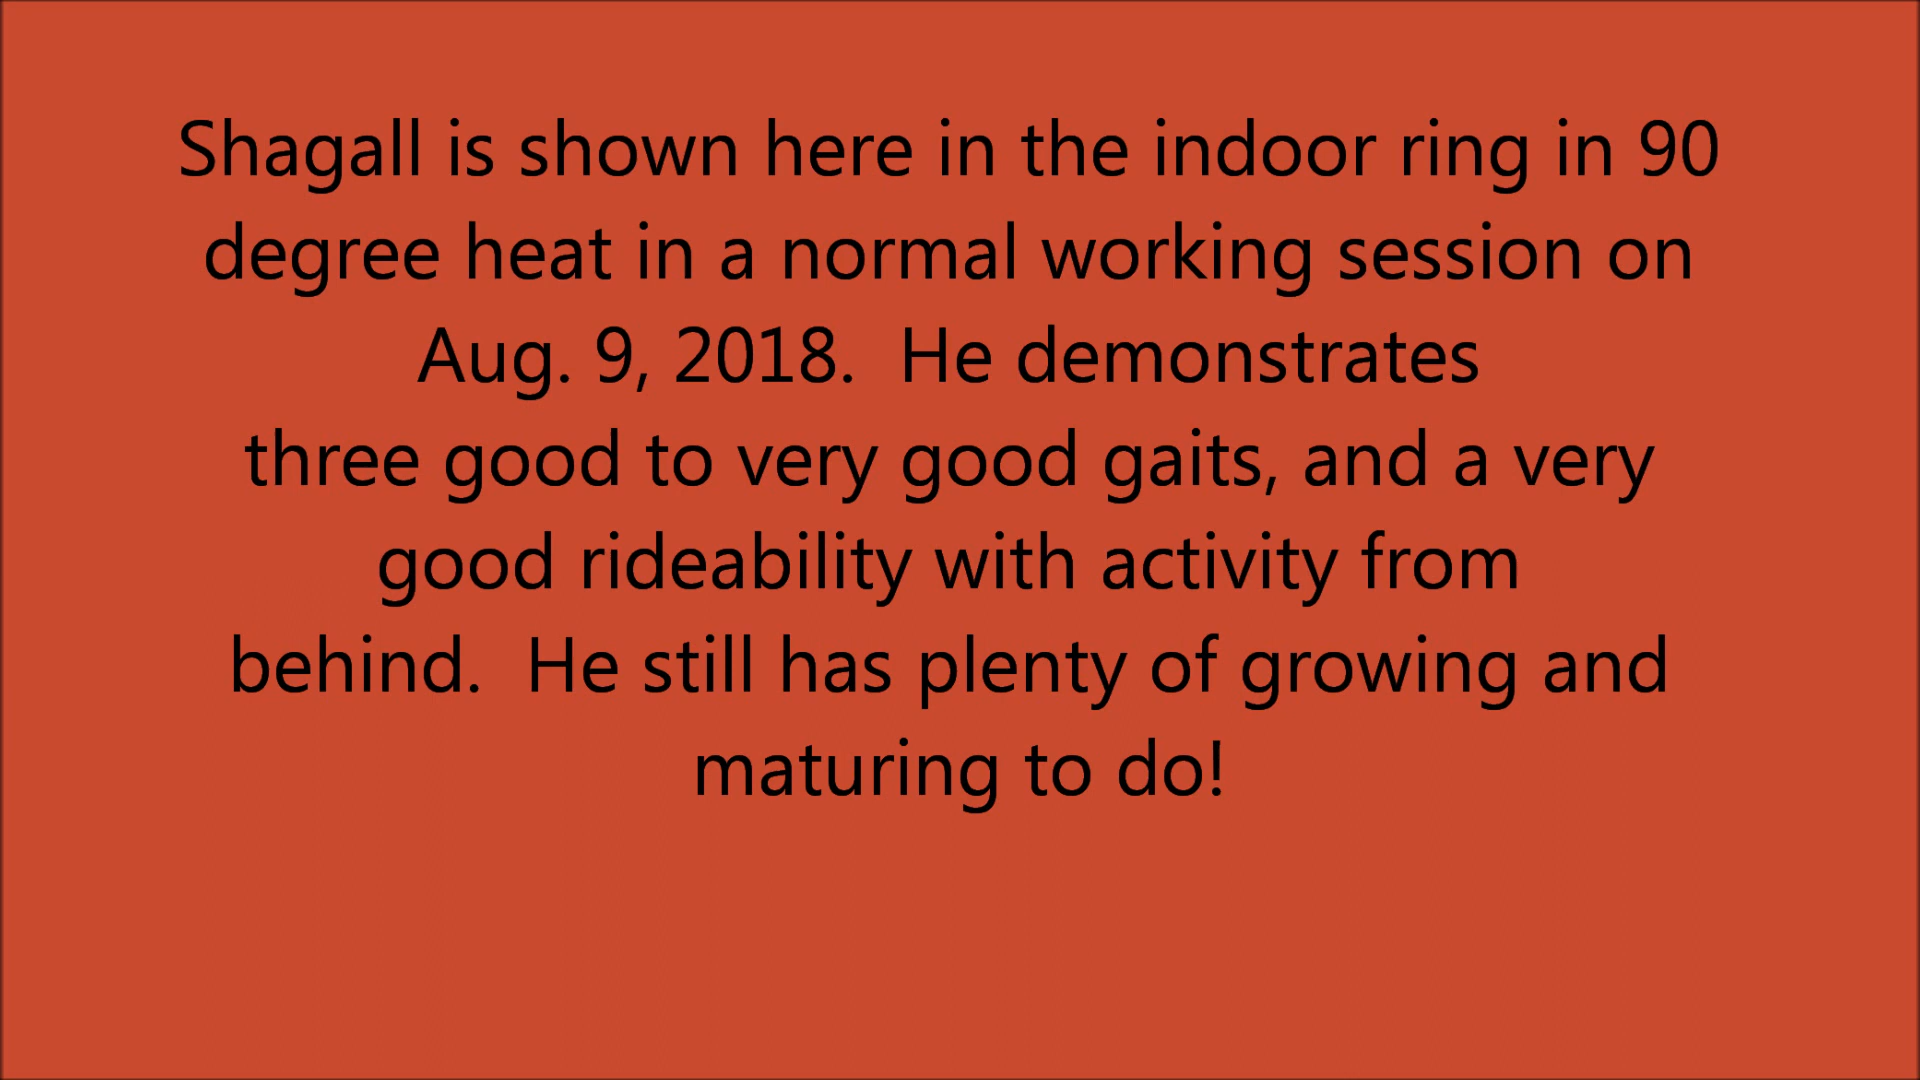 Shagall is shown here in the indoor ring in 90
degree heat in a normal working session on
Aug. 9, 2018.  He demonstrates
three good to very good gaits, and a very
good rideability with activity from
behind.  He still has plenty of growing and
maturing to do!